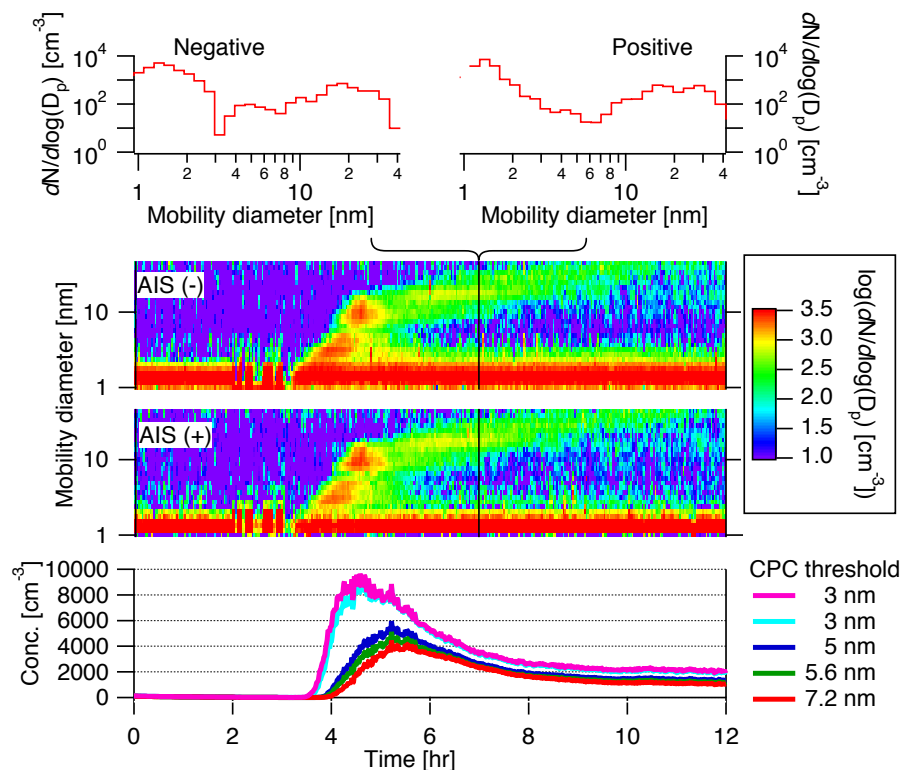 Negative
Positive
dN/dlog(Dp) [cm-3]
10^4
10^2
10^0
1
2
4
6
8
10
2
4
Mobility diameter [nm]
1
2
4
6
8
10
2
4
Mobility diameter [nm]
10^4
10^2
10^0
dN/dlog(Dp) [cm-3]
AIS (-)
10
1
AIS (+)
10
1
Mobility diameter [nm]
3.5
3.0
2.5
2.0
1.5
1.0
log(dN/dlog(Dp) [cm-3])
Conc. [cm-3]
10000
8000
6000
4000
2000
0
0
2
4
6
8
10
12
Time [hr]
CPC threshold
3 nm
3 nm
5 nm
5.6 nm
7.2 nm